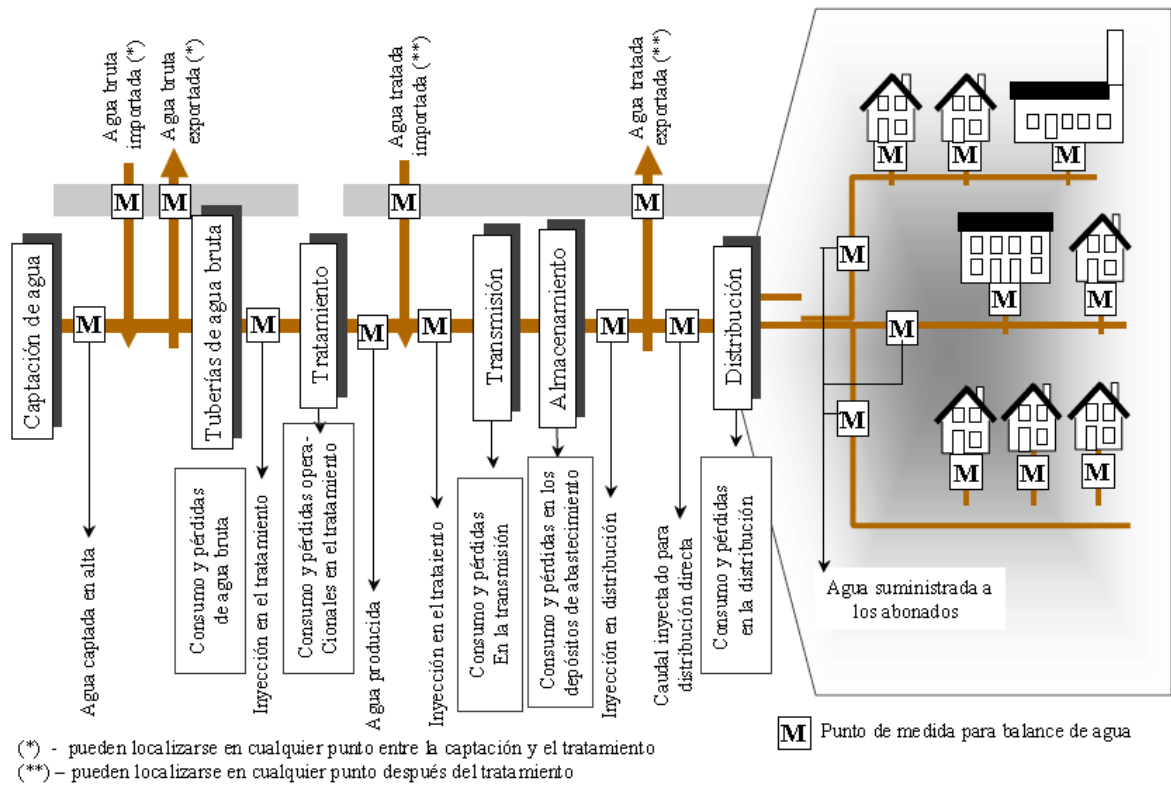 Agua bruta
importada (*)
Agua bruta
exportada (*)
Agua tratada
importada (**)
Agua tratada
exportada (**)
M
M
M
M
Captación de agua
M
Tuberías de agua bruta
M
Tratamiento
M
M
Transmisión
Almacenamiento
M
M
Distribución
M
M
M
M
M
M
M
M
M
M
M
M
Agua captada en alta
Consumo y pérdidas
de agua bruta
Inyección en el tratamiento
Consumo y pérdidas opera-
Cionales en el tratamiento
Agua producida
Inyección en el trataiento
Consumo y pérdidas
En la transmisión
Consumo y pérdidas en los
depósitos de abastecimiento
Inyección en distribución
Caudal inyectado para
distribución directa
Consumo y pérdidas
en la distribución
Agua suministrada a
los abonados
M Punto de medida para balance de agua
(*) - pueden localizarse en cualquier punto entre la captación y el tratamiento
(**) – pueden localizarse en cualquier punto después del tratamiento